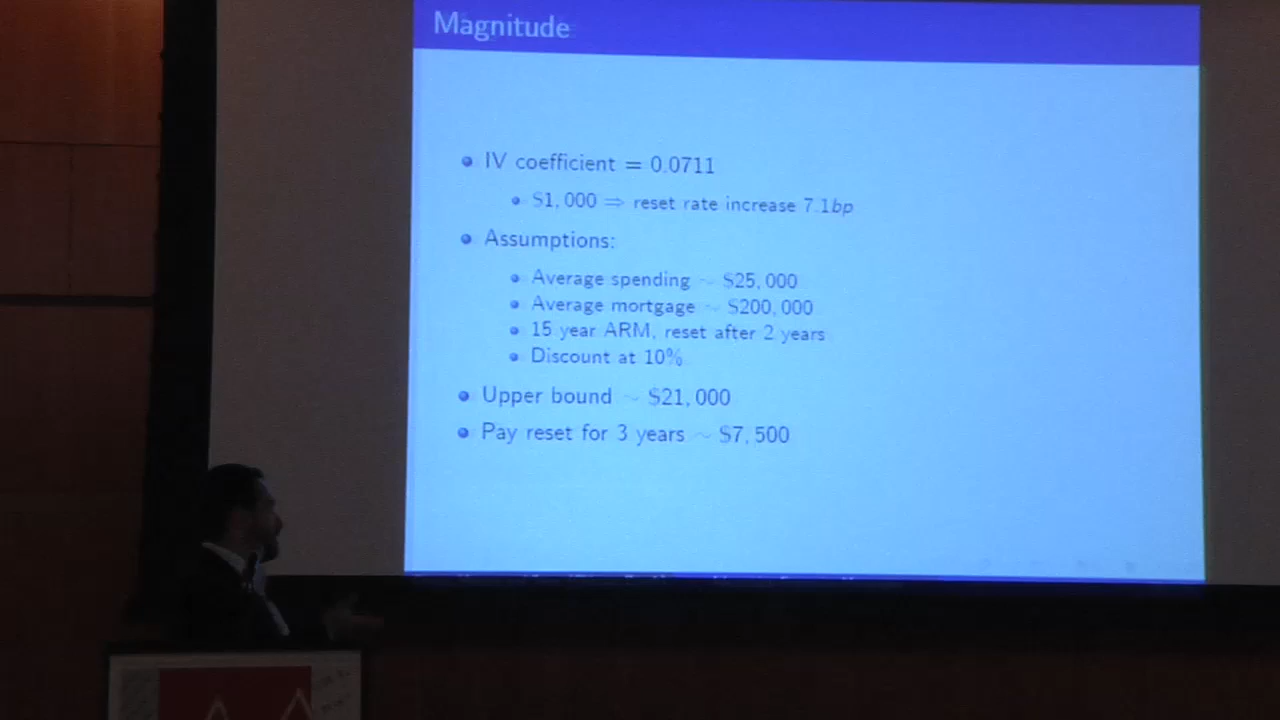 Magnitude
IV coefficient = 0.0711
$1,000 ⇒ reset rate increase 7.1bp
Assumptions:
Average spending ~ $25,000
Average mortgage ~ $200,000
15 year ARM, reset after 2 years
Discount at 10%
Upper bound ~ $21,000
Pay reset for 3 years ~ $7,500